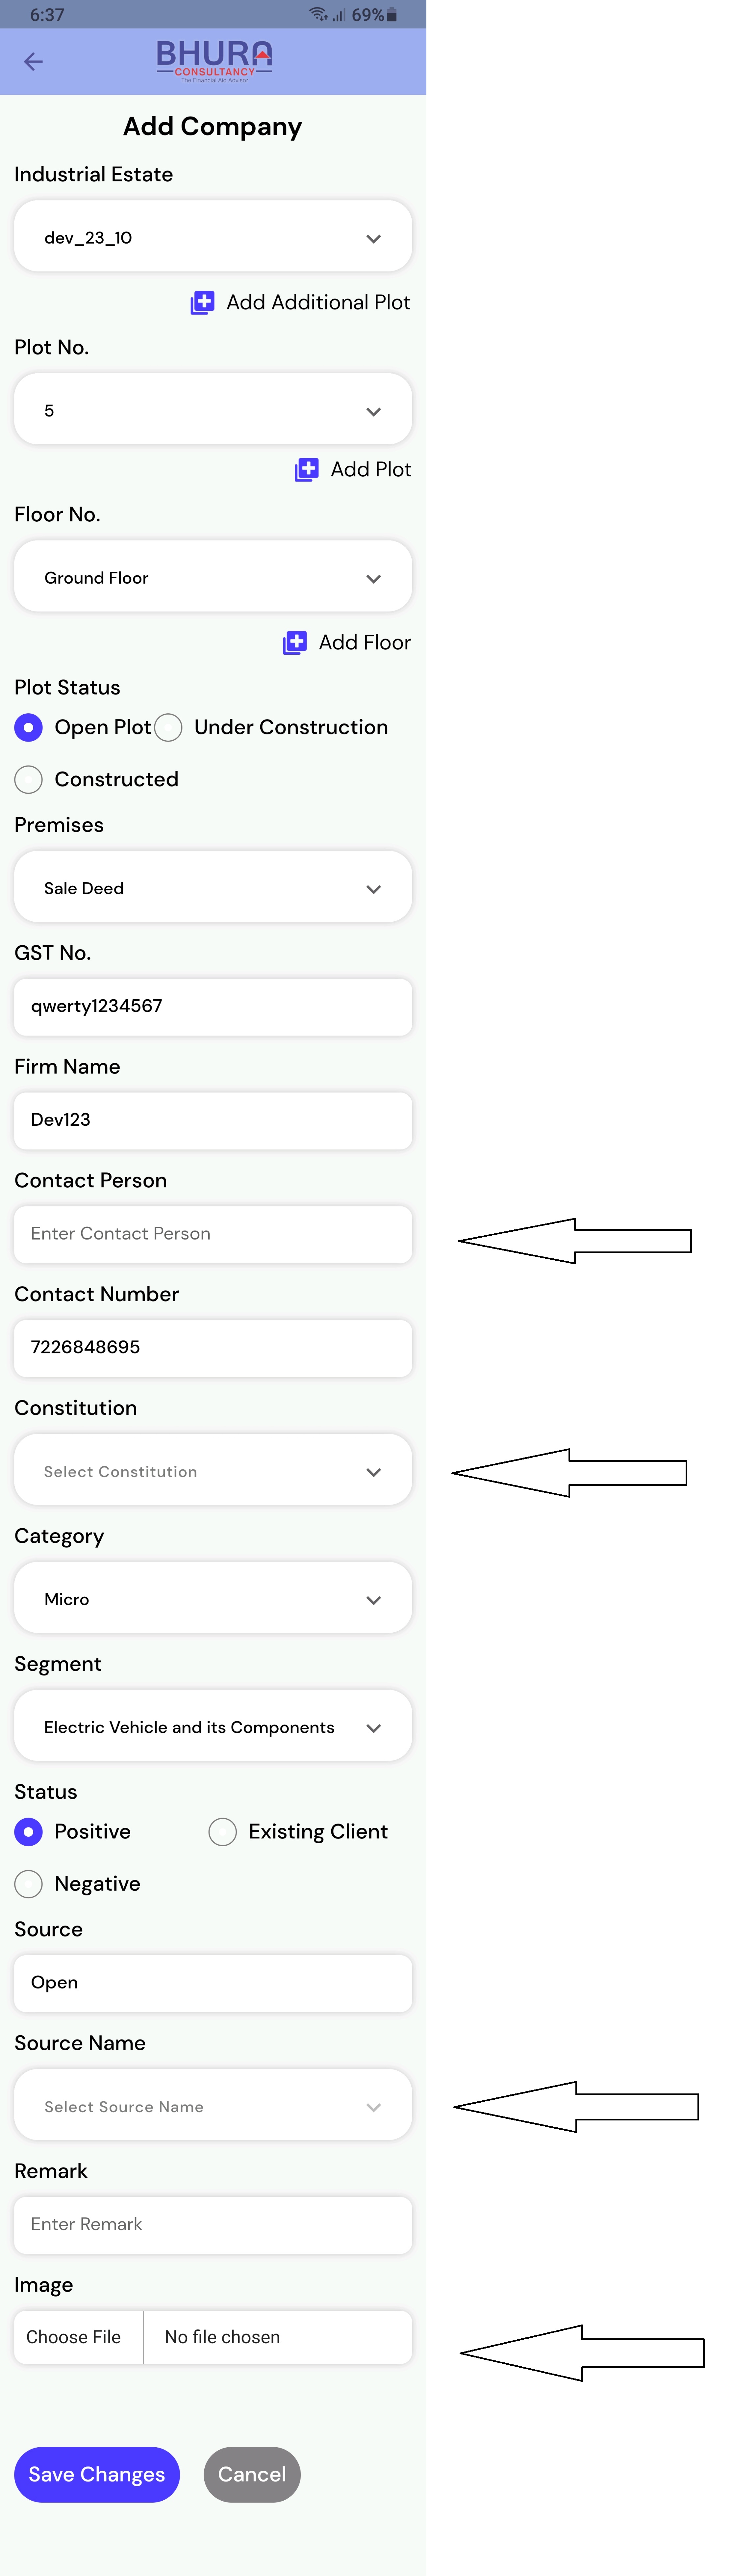 6:37
69%
BHURA
CONSULTANCY
The Financial Aid Advisor
Add Company
Industrial Estate
dev_23_10
Add Additional Plot
Plot No.
5
Add Plot
Floor No.
Ground Floor
Add Floor
Plot Status
Open Plot Under Construction
Constructed
Premises
Sale Deed
GST No.
qwerty1234567
Firm Name
Dev123
Contact Person
Enter Contact Person
Contact Number
7226848695
Constitution
Select Constitution
Category
Micro
Segment
Electric Vehicle and its Components
Status
Positive Existing Client
Negative
Source
Open
Source Name
Select Source Name
Remark
Enter Remark
Image
Choose File No file chosen
Save Changes Cancel